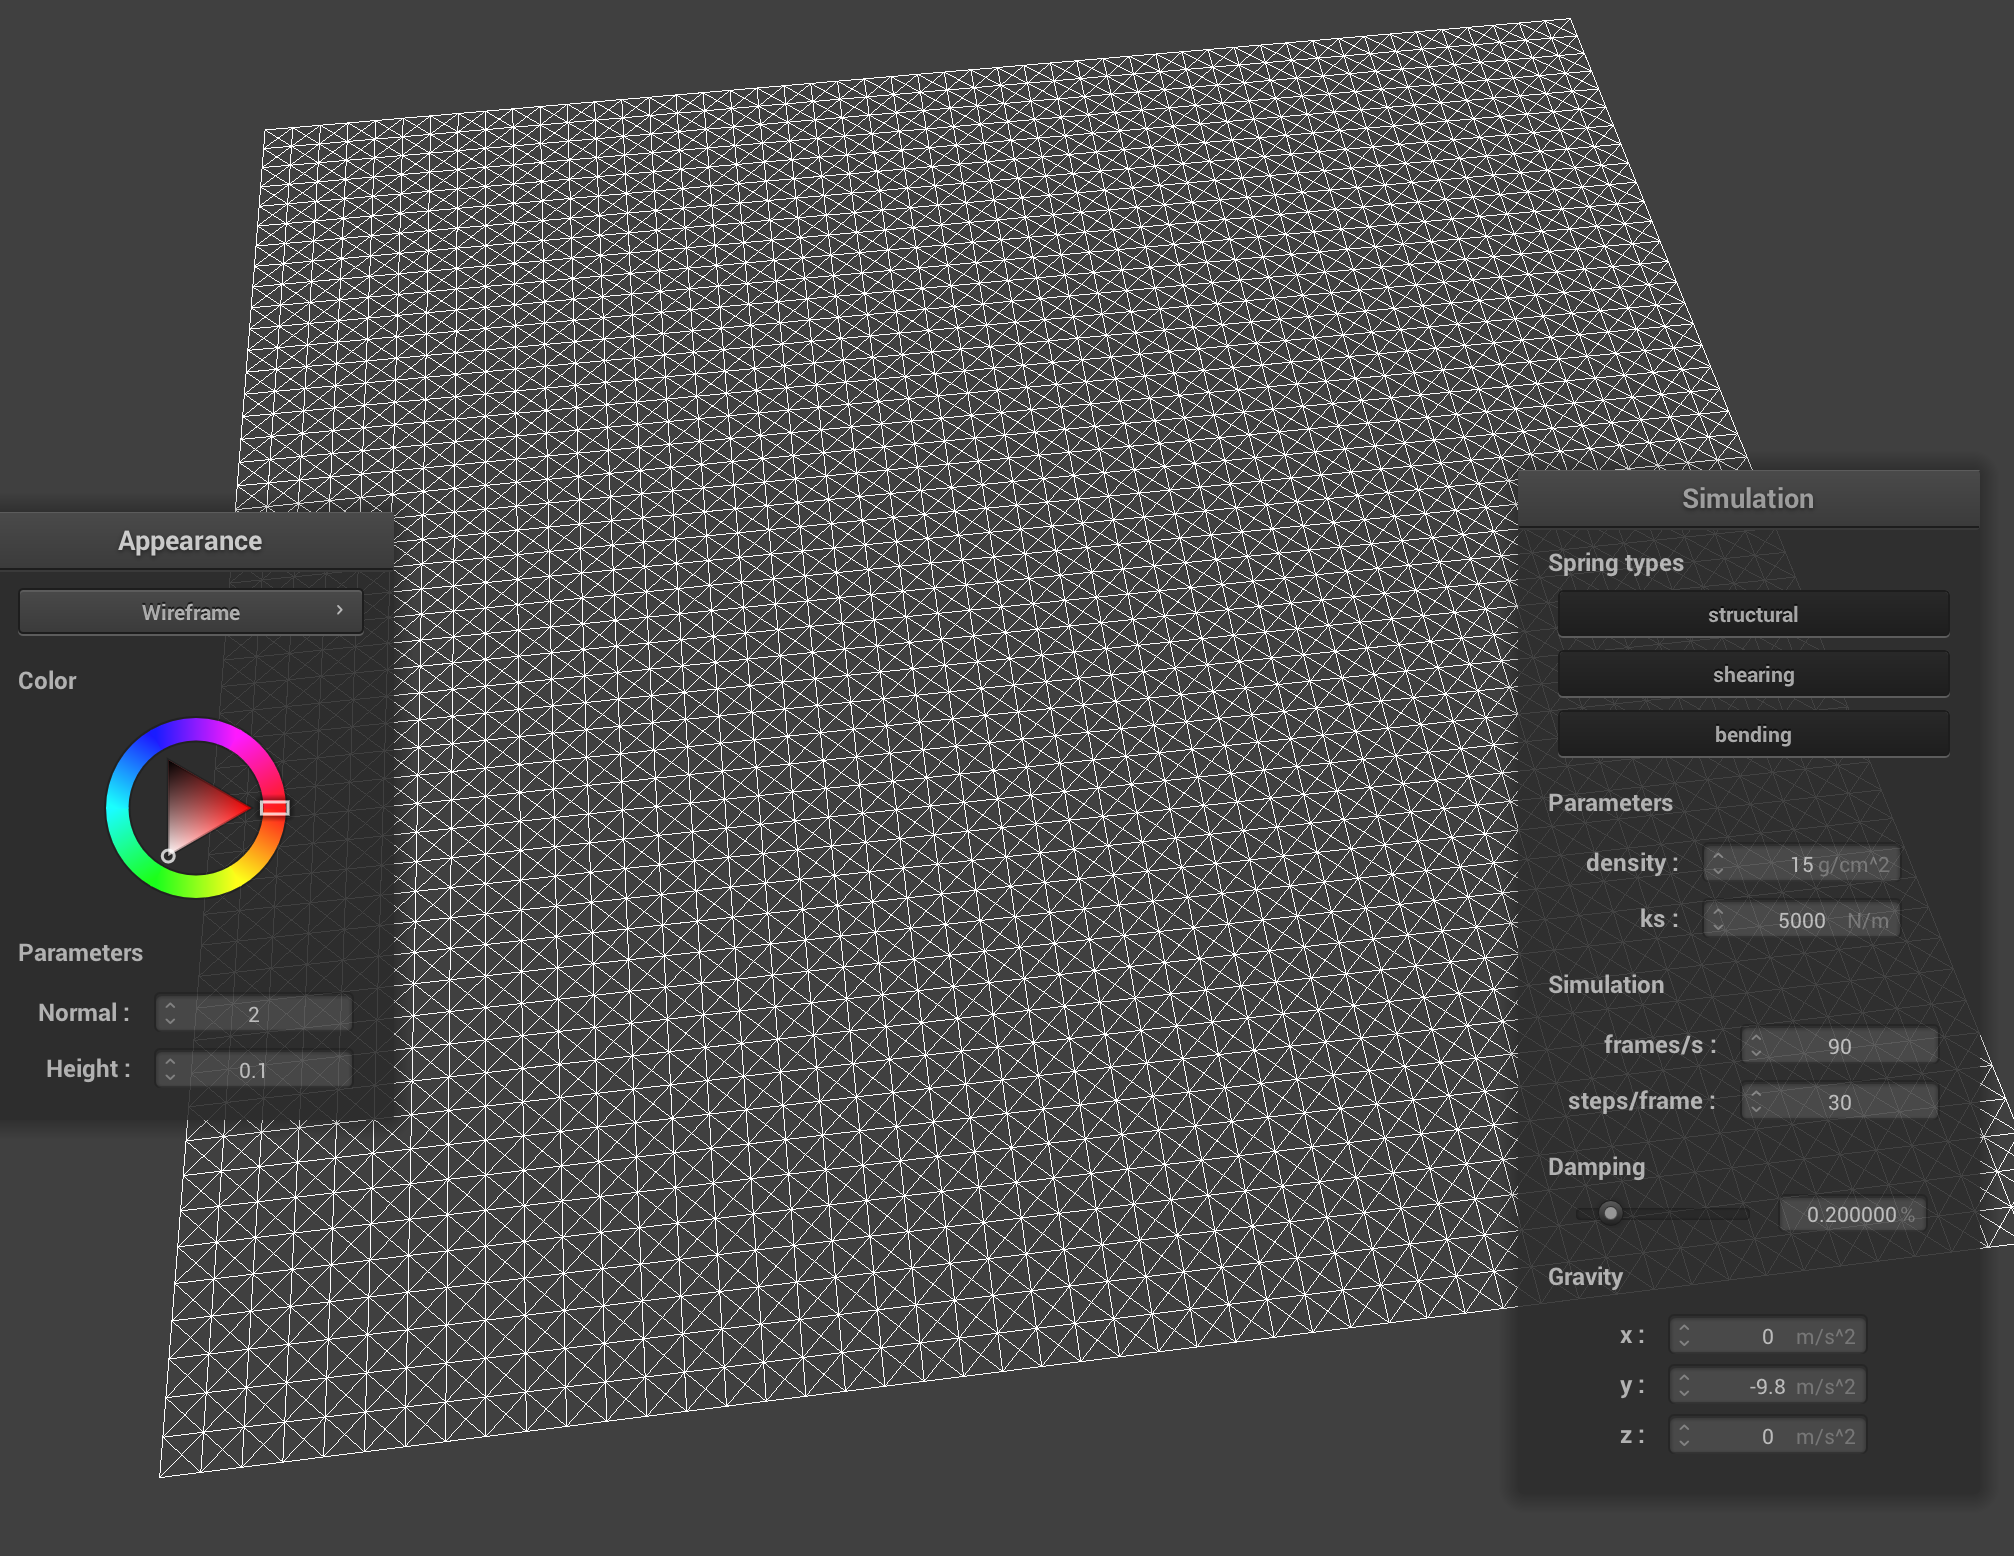 Appearance
Wireframe ›
Color
Parameters
Normal : 2
Height : 0.1
Simulation
Spring types
structural
shearing
bending
Parameters
density : 15 g/cm^2
ks : 5000 N/m
Simulation
frames/s : 90
steps/frame : 30
Damping
0.200000 %
Gravity
x : 0 m/s^2
y : -9.8 m/s^2
z : 0 m/s^2